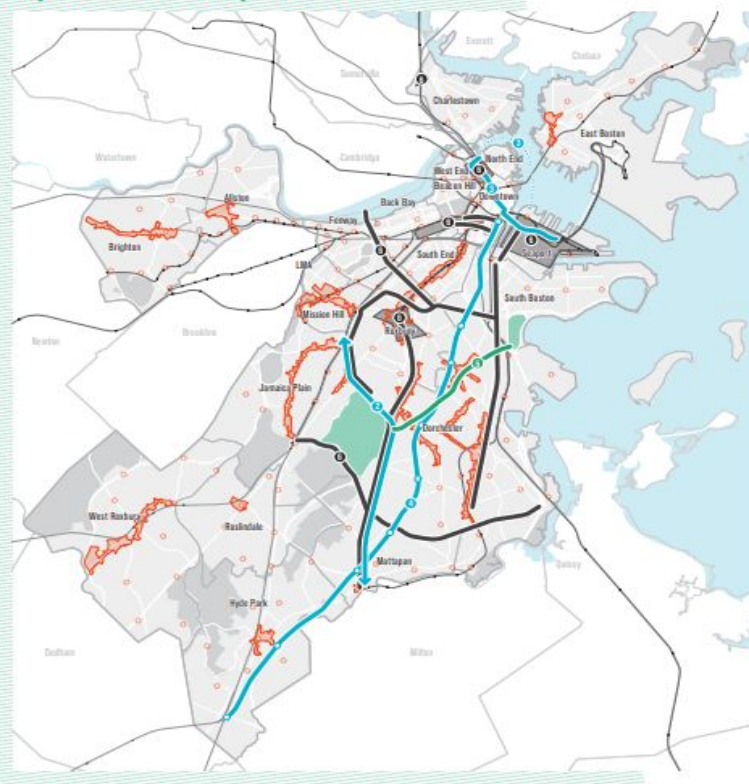 Everett
Chelsea
Somerville
Charlestown
East Boston
Watertown
Cambridge
North End
West End
Beacon Hill
Downtown
Allston
Back Bay
Fenway
Brighton
South End
Seaport
LMA
South Boston
Mission Hill
Roxbury
Brookline
Newton
Jamaica Plain
Dorchester
West Roxbury
Roslindale
Mattapan
Quincy
Hyde Park
Dedham
Milton